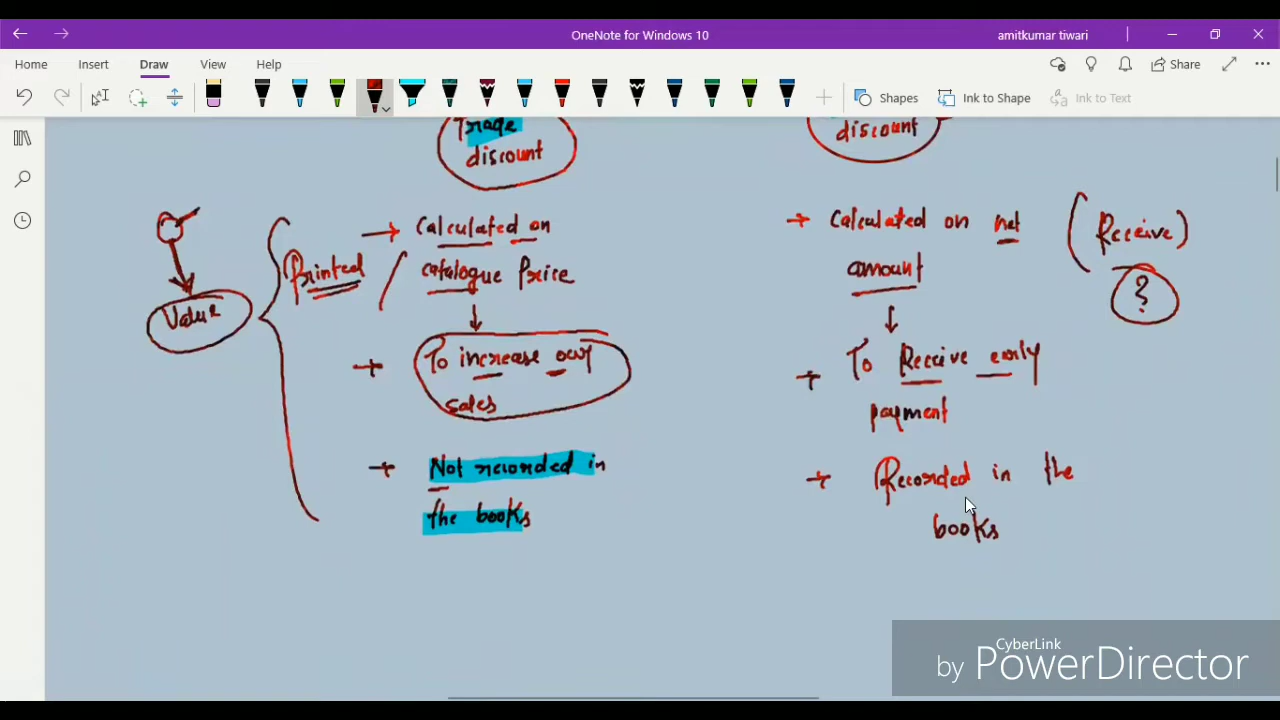 OneNote for Windows 10
amitkumar tiwari
Home Insert Draw View Help
Share
Shapes
Ink to Shape
Ink to Text
Trade
discount
discount
Calculated on
Printed / catalogue Price
Value
To increase our
sales
Not recorded in
the books
Calculated on net
amount
(Receive)
?
To Receive early
payment
Recorded in the
books
CyberLink
by PowerDirector